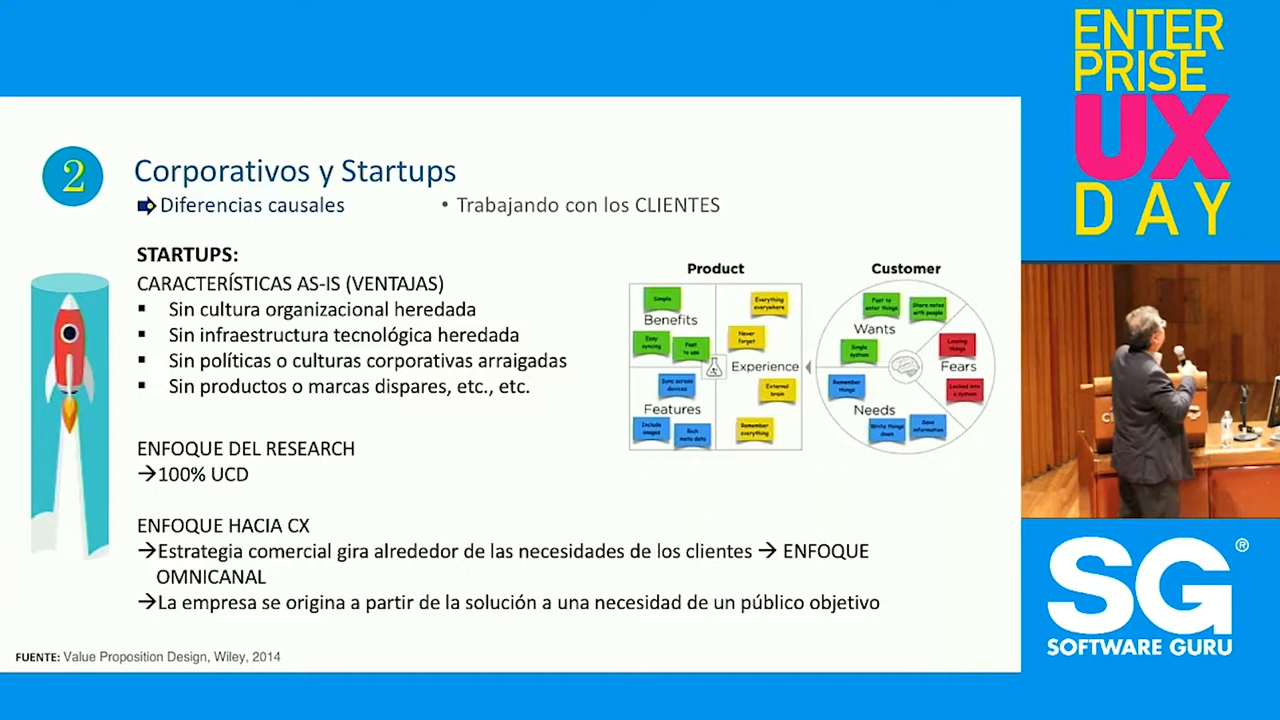 ENTER
PRISE
UX
DAY
2
Corporativos y Startups
Diferencias causales
• Trabajando con los CLIENTES
STARTUPS:
CARACTERÍSTICAS AS-IS (VENTAJAS)
▪ Sin cultura organizacional heredada
▪ Sin infraestructura tecnológica heredada
▪ Sin políticas o culturas corporativas arraigadas
▪ Sin productos o marcas dispares, etc., etc.
ENFOQUE DEL RESEARCH
→100% UCD
ENFOQUE HACIA CX
→Estrategia comercial gira alrededor de las necesidades de los clientes → ENFOQUE
OMNICANAL
→La empresa se origina a partir de la solución a una necesidad de un público objetivo
FUENTE: Value Proposition Design, Wiley, 2014
Product
Simple
Benefits
Easy
syncing
Fast
to use
Everything
everywhere
Never
forget
Experience
External
brain
Remember
everything
Sync across
devices
Features
Include
images
Rich
meta data
Customer
Fast to
enter things
Share notes
with people
Wants
Single
system
Losing
things
Fears
Locked into
a system
Remember
things
Needs
Write things
down
Save
information
SG®
SOFTWARE GURU